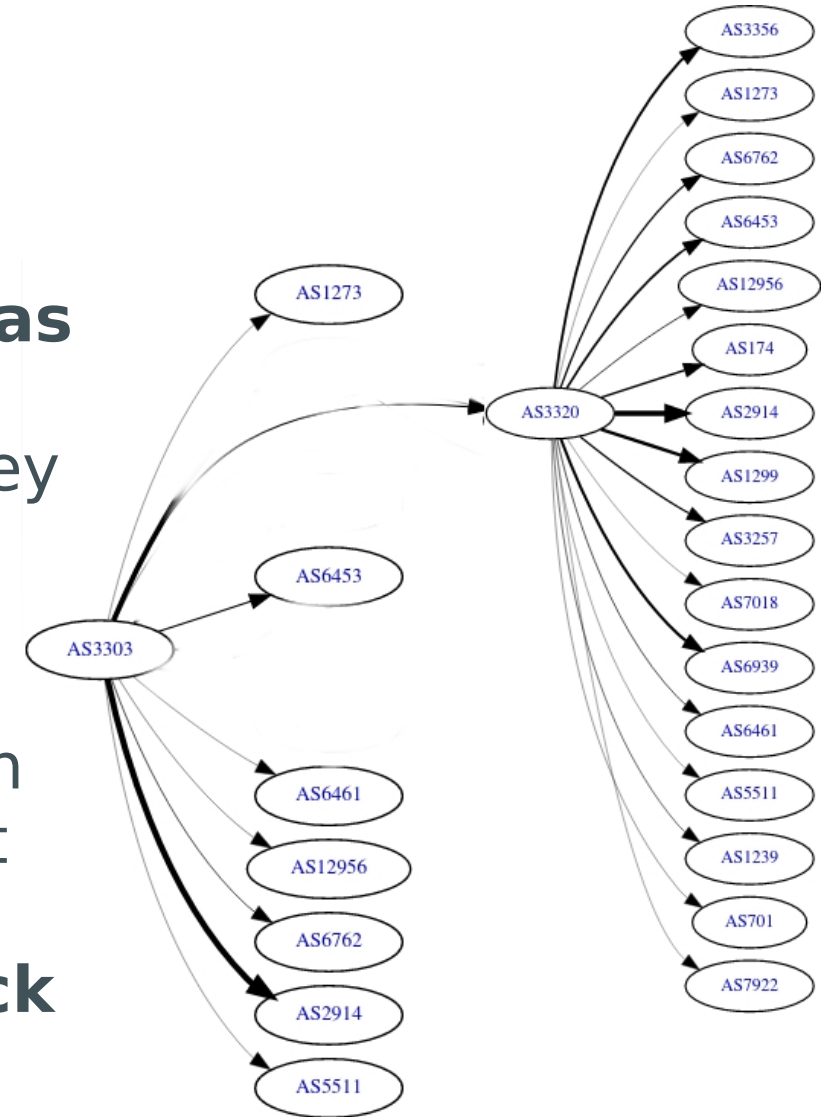 as
ey
n
t
ck
AS3303
AS1273
AS6453
AS6461
AS12956
AS6762
AS2914
AS5511
AS3320
AS3356
AS1273
AS6762
AS6453
AS12956
AS174
AS2914
AS1299
AS3257
AS7018
AS6939
AS6461
AS5511
AS1239
AS701
AS7922